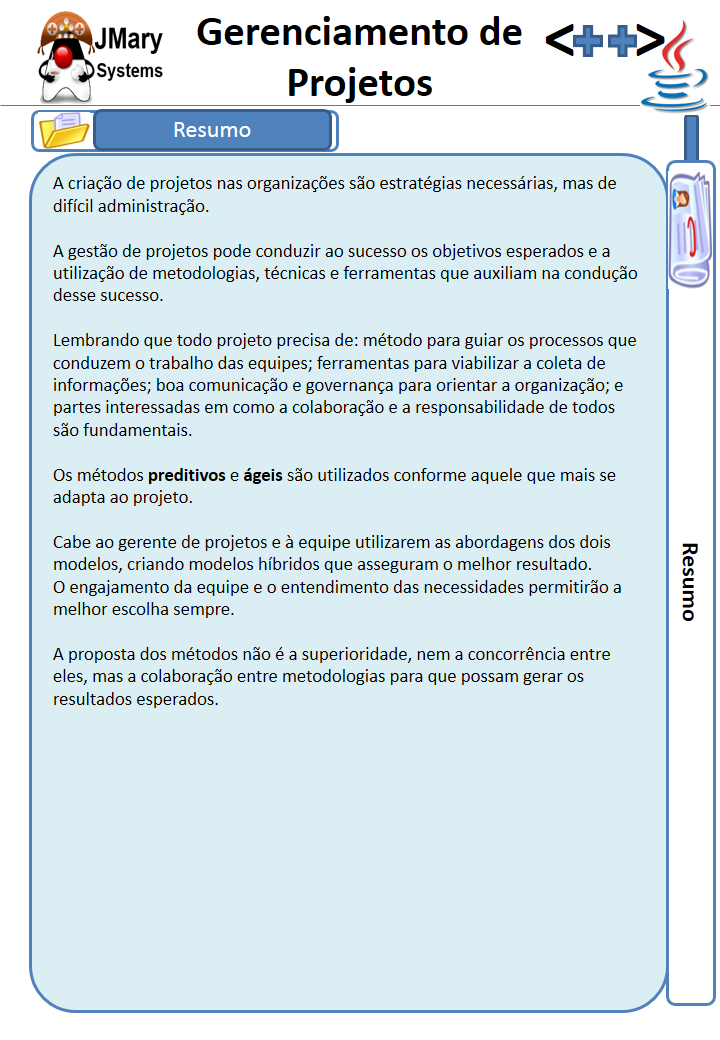 JMary
Systems
Gerenciamento de
Projetos
<++>
Resumo
A criação de projetos nas organizações são estratégias necessárias, mas de
difícil administração.
A gestão de projetos pode conduzir ao sucesso os objetivos esperados e a
utilização de metodologias, técnicas e ferramentas que auxiliam na condução
desse sucesso.
Lembrando que todo projeto precisa de: método para guiar os processos que
conduzem o trabalho das equipes; ferramentas para viabilizar a coleta de
informações; boa comunicação e governança para orientar a organização; e
partes interessadas em como a colaboração e a responsabilidade de todos
são fundamentais.
Os métodos preditivos e ágeis são utilizados conforme aquele que mais se
adapta ao projeto.
Cabe ao gerente de projetos e à equipe utilizarem as abordagens dos dois
modelos, criando modelos híbridos que asseguram o melhor resultado.
O engajamento da equipe e o entendimento das necessidades permitirão a
melhor escolha sempre.
A proposta dos métodos não é a superioridade, nem a concorrência entre
eles, mas a colaboração entre metodologias para que possam gerar os
resultados esperados.
Resumo